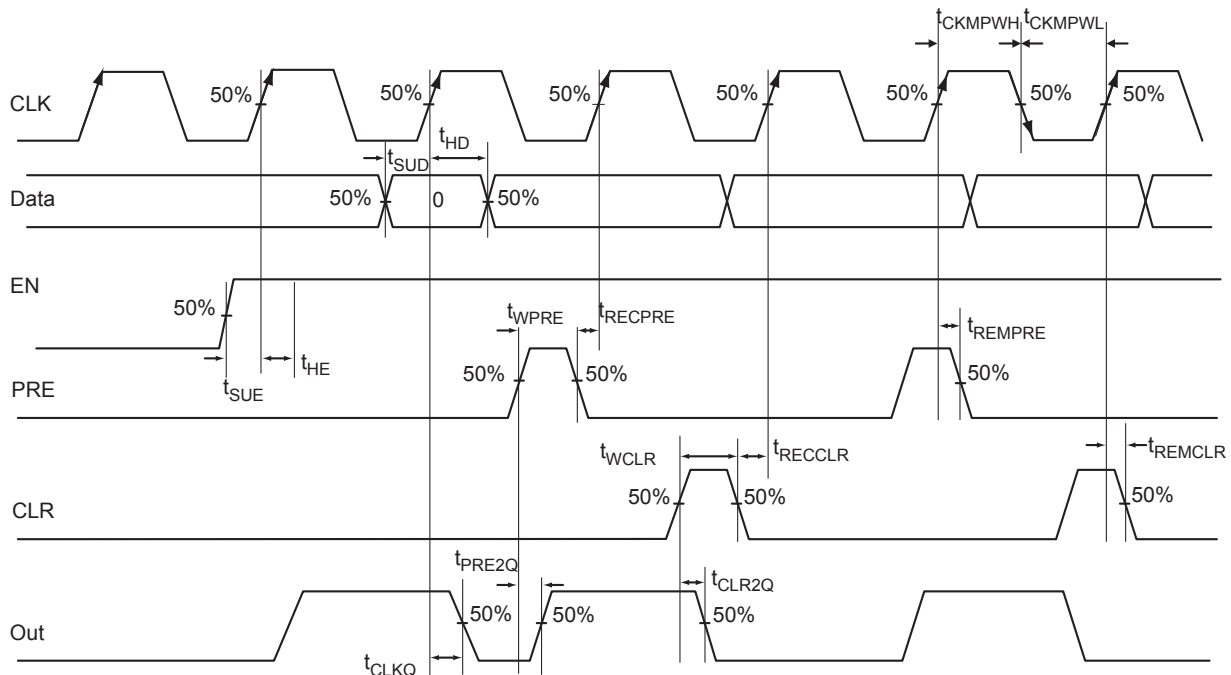 tCKMPWH tCKMPWL
CLK 50% 50% 50% 50% 50% 50% 50%
tSUD tHD
Data 50% 0 50%
EN
50% tWPRE tRECPRE tREMPRE
tSUE tHE
PRE 50% 50% 50%
tWCLR tRECCLR tREMCLR
CLR 50% 50% 50%
tPRE2Q tCLR2Q
Out 50% 50% 50%
tCLKQ